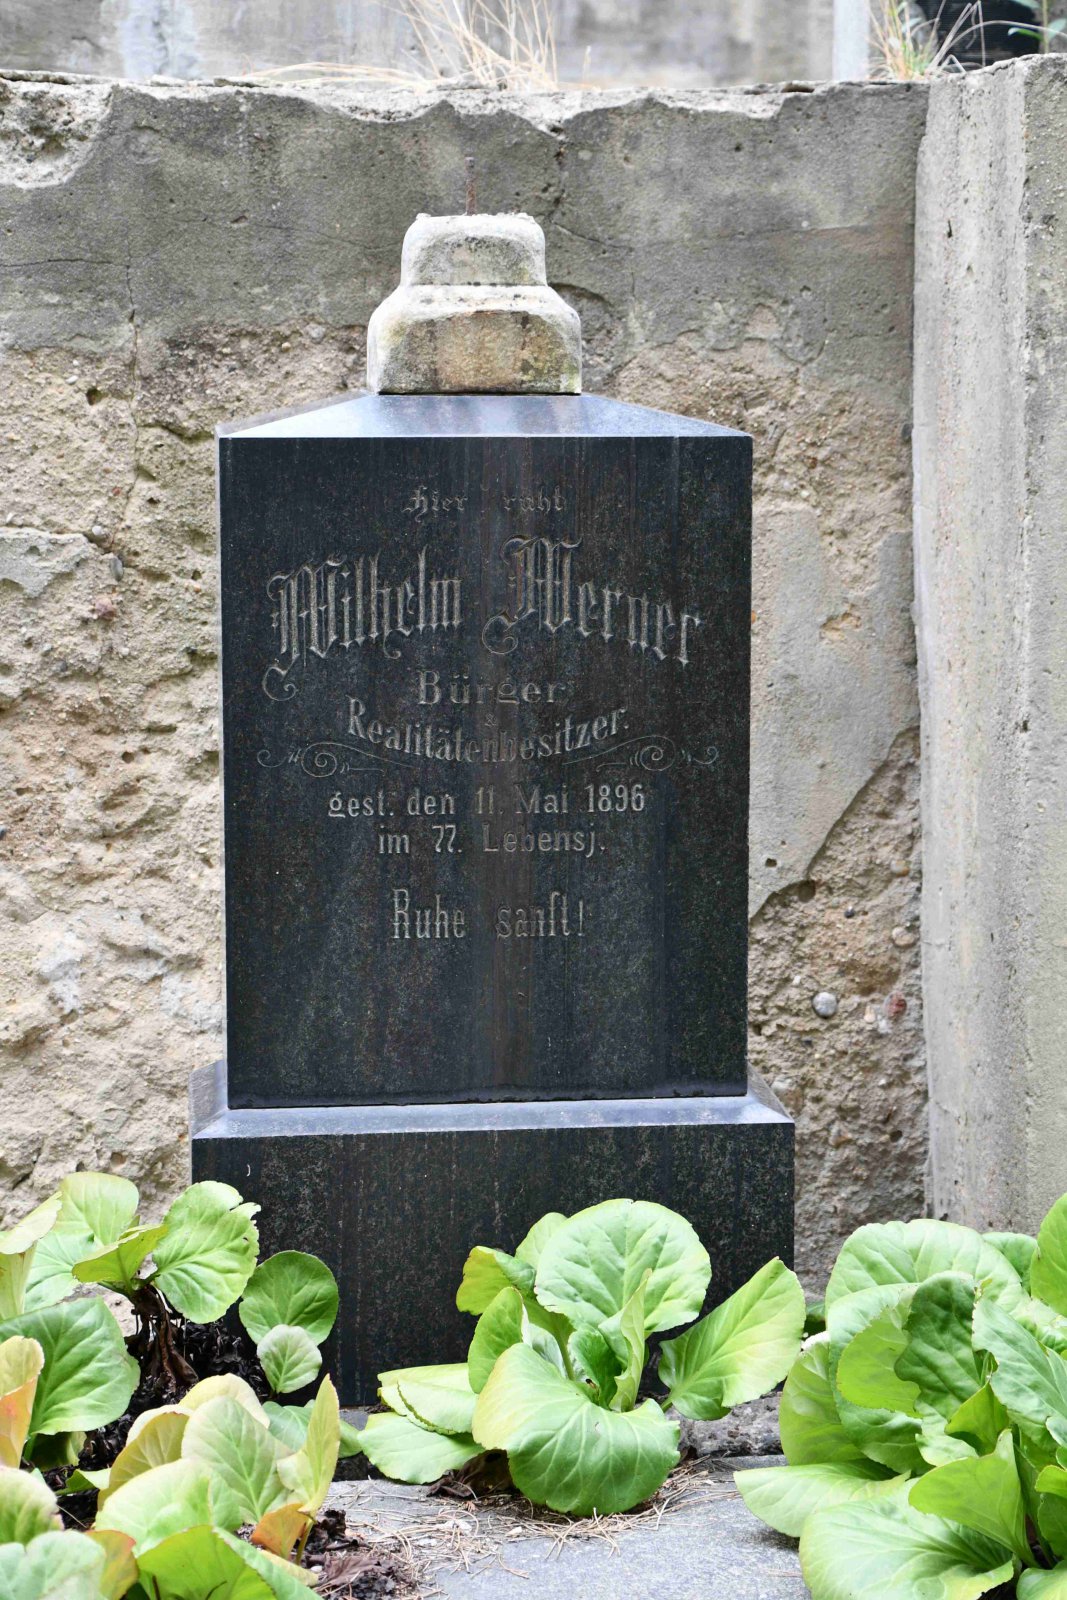 Hier ruht
Wilhelm Werner
Bürger
&
Realitätenbesitzer.
gest. den 11. Mai 1896
im 77. Lebensj.
Ruhe sanft!